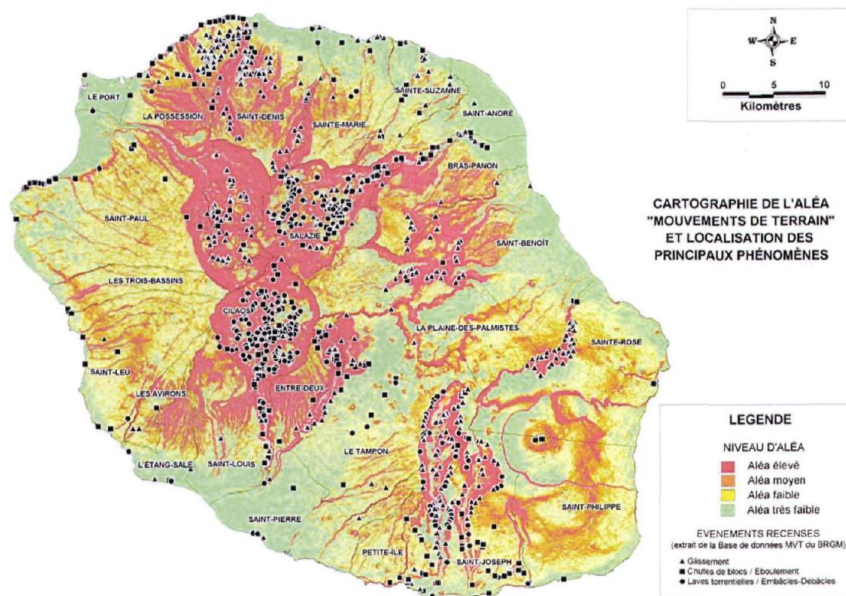 N
W E
S
0 5 10
Kilomètres
CARTOGRAPHIE DE L'ALÉA
"MOUVEMENTS DE TERRAIN"
ET LOCALISATION DES
PRINCIPAUX PHÉNOMÈNES
LE PORT
LA POSSESSION
SAINT-DENIS
SAINTE-MARIE
SAINTE-SUZANNE
SAINT-ANDRÉ
BRAS-PANON
SAINT-PAUL
SALAZIE
SAINT-BENOÎT
LES TROIS-BASSINS
CILAOS
LA PLAINE-DES-PALMISTES
SAINTE-ROSE
SAINT-LEU
LES AVIRONS
ENTRE-DEUX
L'ÉTANG-SALÉ
SAINT-LOUIS
LE TAMPON
SAINT-PIERRE
SAINT-PHILIPPE
PETITE-ÎLE
SAINT-JOSEPH
LEGENDE
NIVEAU D'ALÉA
Aléa élevé
Aléa moyen
Aléa faible
Aléa très faible
EVENEMENTS RECENSES
(extrait de la Base de données MVT du BRGM)
Glissement
Chutes de blocs / Eboulement
Laves torrentielles / Embâcles-Débâcles